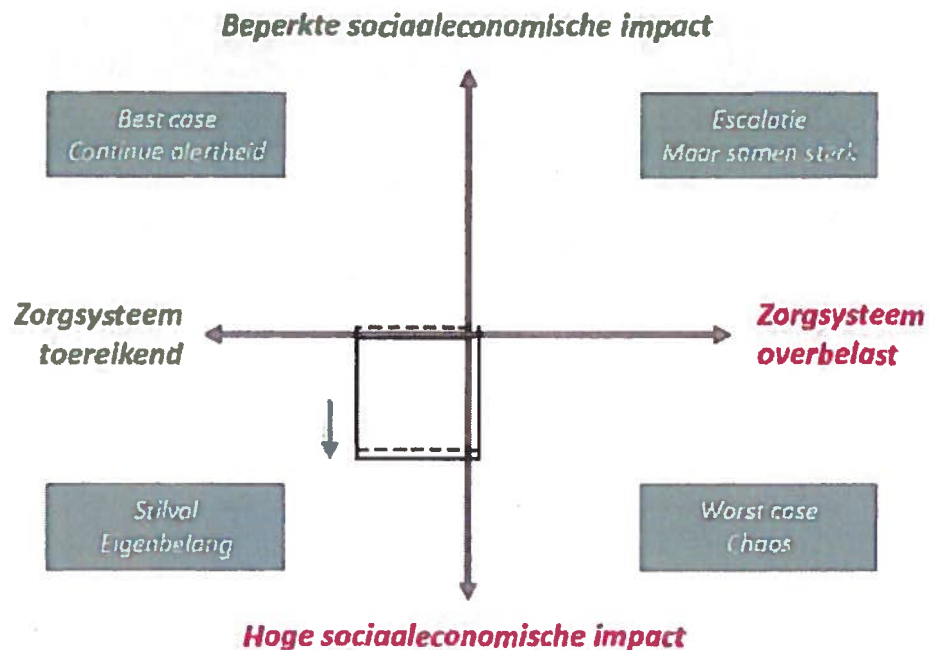 Beperkte sociaaleconomische impact
Best case
Continue alertheid
Escalatie
Maar samen sterk
Zorgsysteem
toereikend
Zorgsysteem
overbelast
Stilval
Eigenbelang
Worst case
Chaos
Hoge sociaaleconomische impact